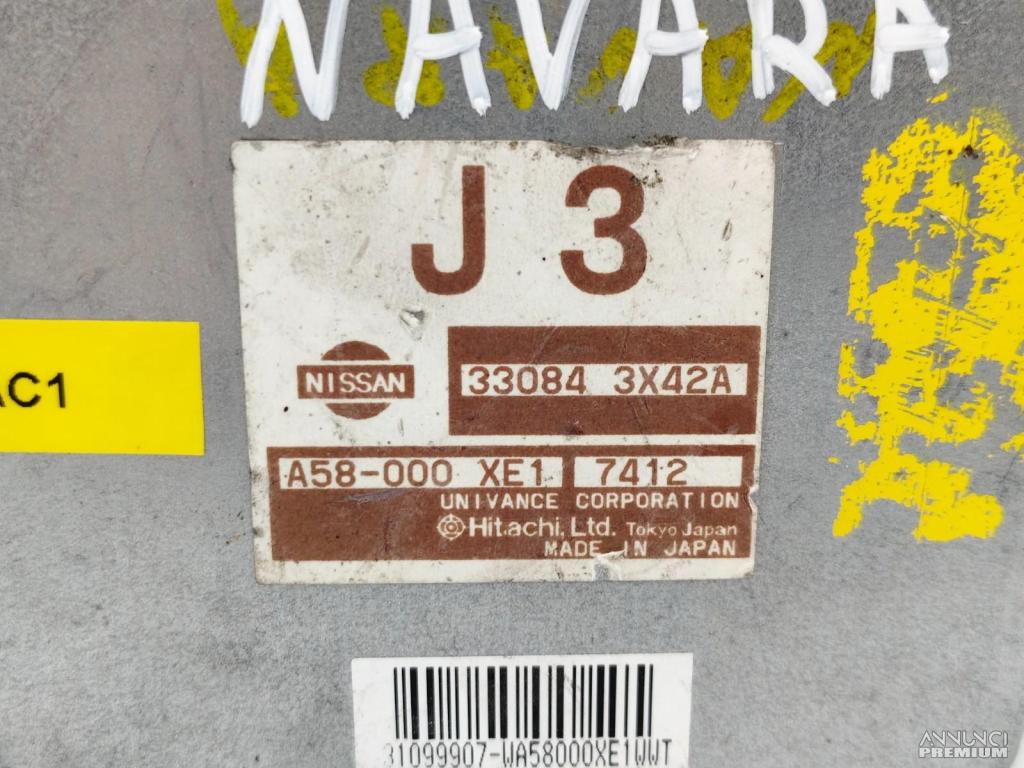 NAVARA
J 3
NISSAN
33084 3X42A
A58-000 XE1 7412
UNIVANCE CORPORATION
Hitachi, Ltd. Tokyo Japan
MADE IN JAPAN
AC1
31099907-WA58000XE1WWT
ANNUNCI
PREMIUM